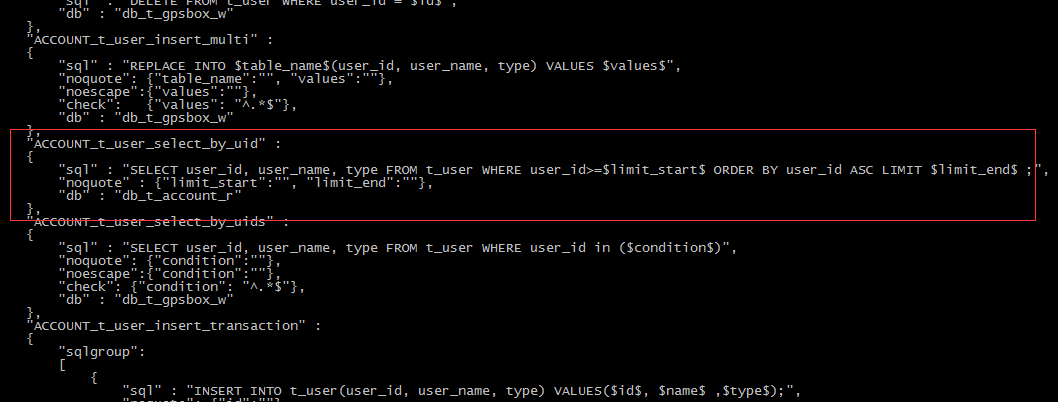 "sql" : "DELETE FROM t_user WHERE user_id = $id$",
"db" : "db_t_gpsbox_w"
},
"ACCOUNT_t_user_insert_multi" :
{
"sql" : "REPLACE INTO $table_name$(user_id, user_name, type) VALUES $values$",
"noquote": {"table_name":"", "values":""},
"noescape":{"values":""},
"check":   {"values": "^.*$"},
"db" : "db_t_gpsbox_w"
},
"ACCOUNT_t_user_select_by_uid" :
{
"sql" : "SELECT user_id, user_name, type FROM t_user WHERE user_id>=$limit_start$ ORDER BY user_id ASC LIMIT $limit_end$ ;",
"noquote" : {"limit_start":"", "limit_end":""},
"db" : "db_t_account_r"
},
"ACCOUNT_t_user_select_by_uids" :
{
"sql" : "SELECT user_id, user_name, type FROM t_user WHERE user_id in ($condition$)",
"noquote": {"condition":""},
"noescape":{"condition":""},
"check": {"condition": "^.*$"},
"db" : "db_t_gpsbox_w"
},
"ACCOUNT_t_user_insert_transaction" :
{
"sqlgroup":
[
{
"sql" : "INSERT INTO t_user(user_id, user_name, type) VALUES($id$, $name$ ,$type$);",
"noquote": {"id":""}